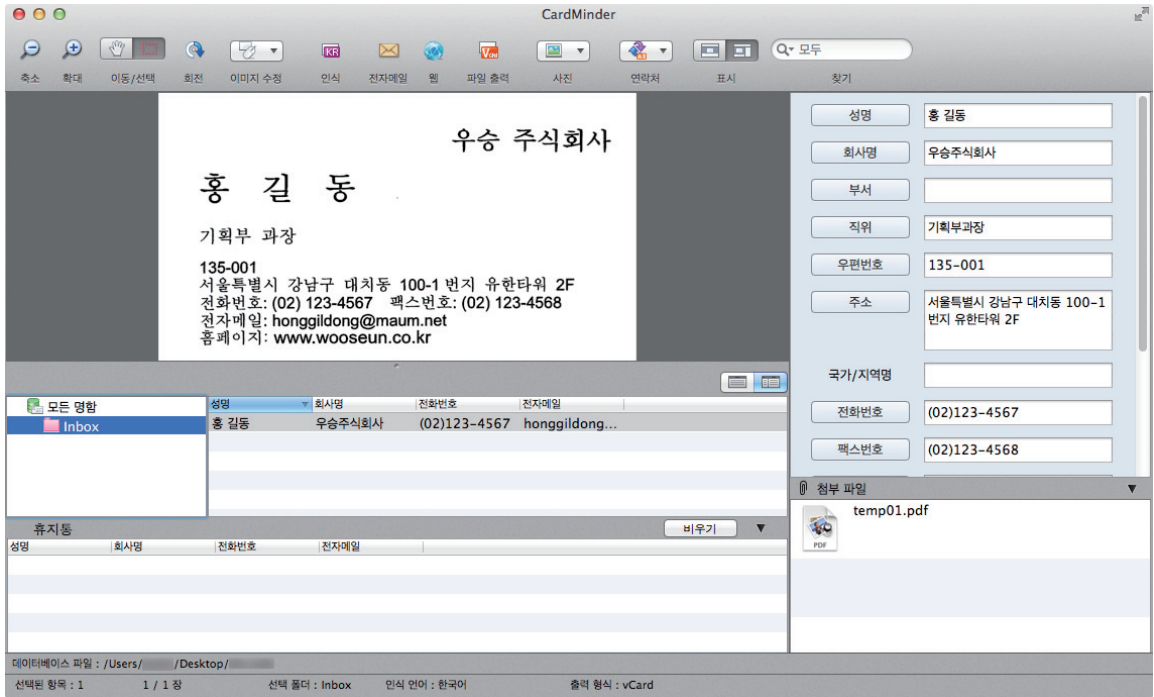 CardMinder
모두
축소 확대 이동/선택 회전 이미지 수정 KR 인식 전자메일 웹 파일 출력 사진 연락처 표시 찾기
우승 주식회사
홍 길 동
기획부 과장
135-001
서울특별시 강남구 대치동 100-1 번지 유한타워 2F
전화번호: (02) 123-4567 팩스번호: (02) 123-4568
전자메일: honggildong@maum.net
홈페이지: www.wooseun.co.kr
성명 홍 길동
회사명 우승주식회사
부서
직위 기획부과장
우편번호 135-001
주소 서울특별시 강남구 대치동 100-1
번지 유한타워 2F
국가/지역명
전화번호 (02)123-4567
팩스번호 (02)123-4568
모든 명함
Inbox
성명 회사명 전화번호 전자메일
홍 길동 우승주식회사 (02)123-4567 honggildong...
첨부 파일
temp01.pdf
PDF
휴지통 비우기
성명 회사명 전화번호 전자메일
데이터베이스 파일 : /Users/ /Desktop/
선택된 항목 : 1 1 / 1 장 선택 폴더 : Inbox 인식 언어 : 한국어 출력 형식 : vCard